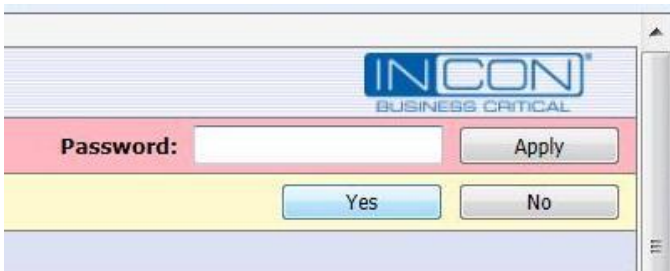 INCON®
BUSINESS CRITICAL
Password:
Apply
Yes
No